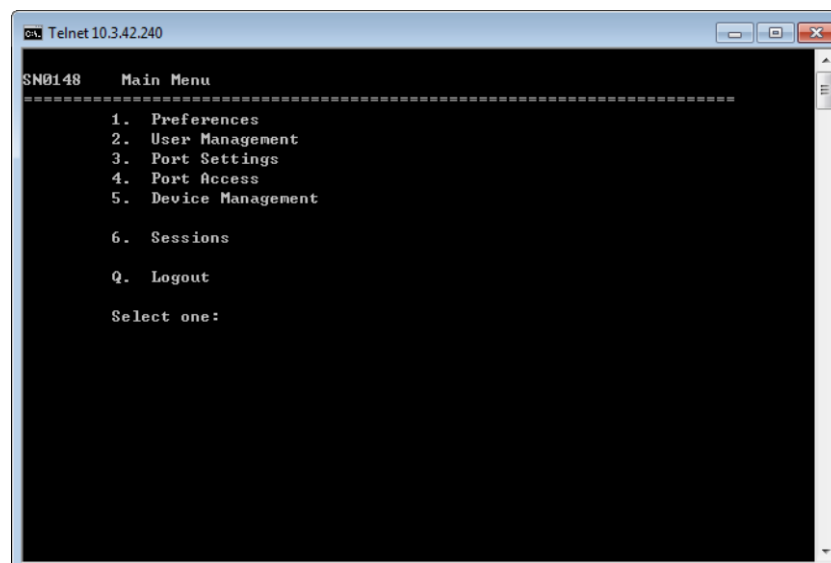 Telnet 10.3.42.240
SN0148 Main Menu
========================================================================
1. Preferences
2. User Management
3. Port Settings
4. Port Access
5. Device Management
6. Sessions
Q. Logout
Select one: